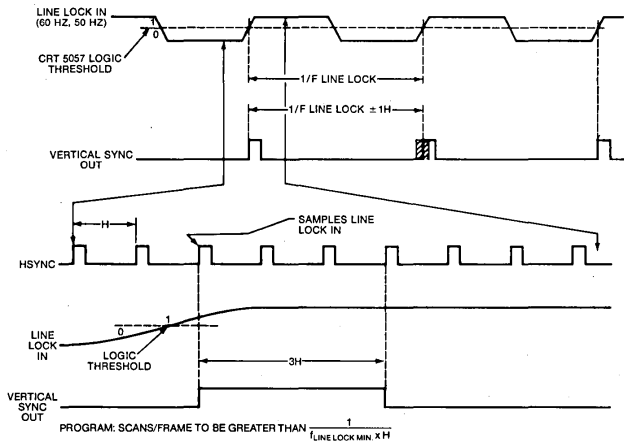 LINE LOCK IN
(60 HZ, 50 HZ)
1
0
CRT 5057 LOGIC
THRESHOLD
1/F LINE LOCK
1/F LINE LOCK ±1H
VERTICAL SYNC
OUT
H
SAMPLES LINE
LOCK IN
HSYNC
1
0
LINE
LOCK
IN
LOGIC
THRESHOLD
3H
VERTICAL
SYNC
OUT
PROGRAM: SCANS/FRAME TO BE GREATER THAN 1
fLINE LOCK MIN. x H